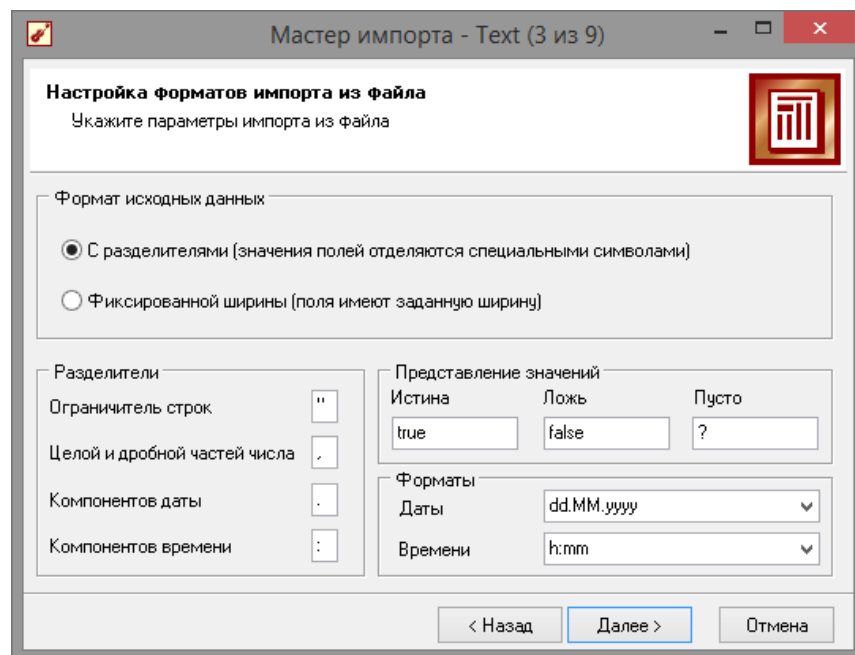 Мастер импорта - Text (3 из 9)
Настройка форматов импорта из файла
Укажите параметры импорта из файла
Формат исходных данных
С разделителями (значения полей отделяются специальными символами)
Фиксированной ширины (поля имеют заданную ширину)
Разделители
Ограничитель строк "
Целой и дробной частей числа ,
Компонентов даты .
Компонентов времени :
Представление значений
Истина Ложь Пусто
true false ?
Форматы
Даты dd.MM.yyyy
Времени h:mm
< Назад Далее > Отмена